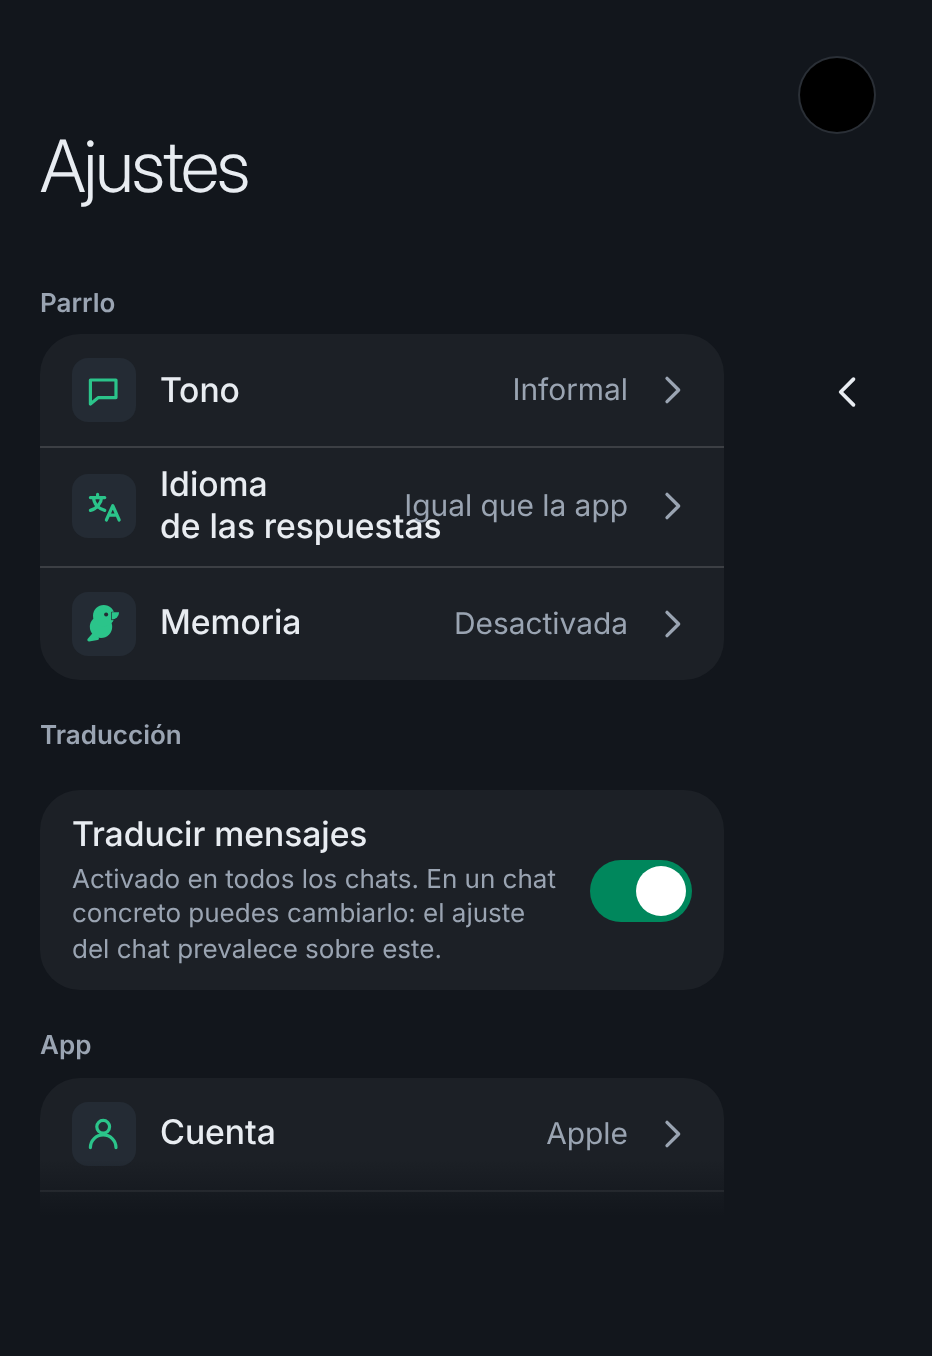 Ajustes
Parrlo
Tono Informal
Idioma
de las respuestas Igual que la app
Memoria Desactivada
Traducción
Traducir mensajes
Activado en todos los chats. En un chat
concreto puedes cambiarlo: el ajuste
del chat prevalece sobre este.
App
Cuenta Apple